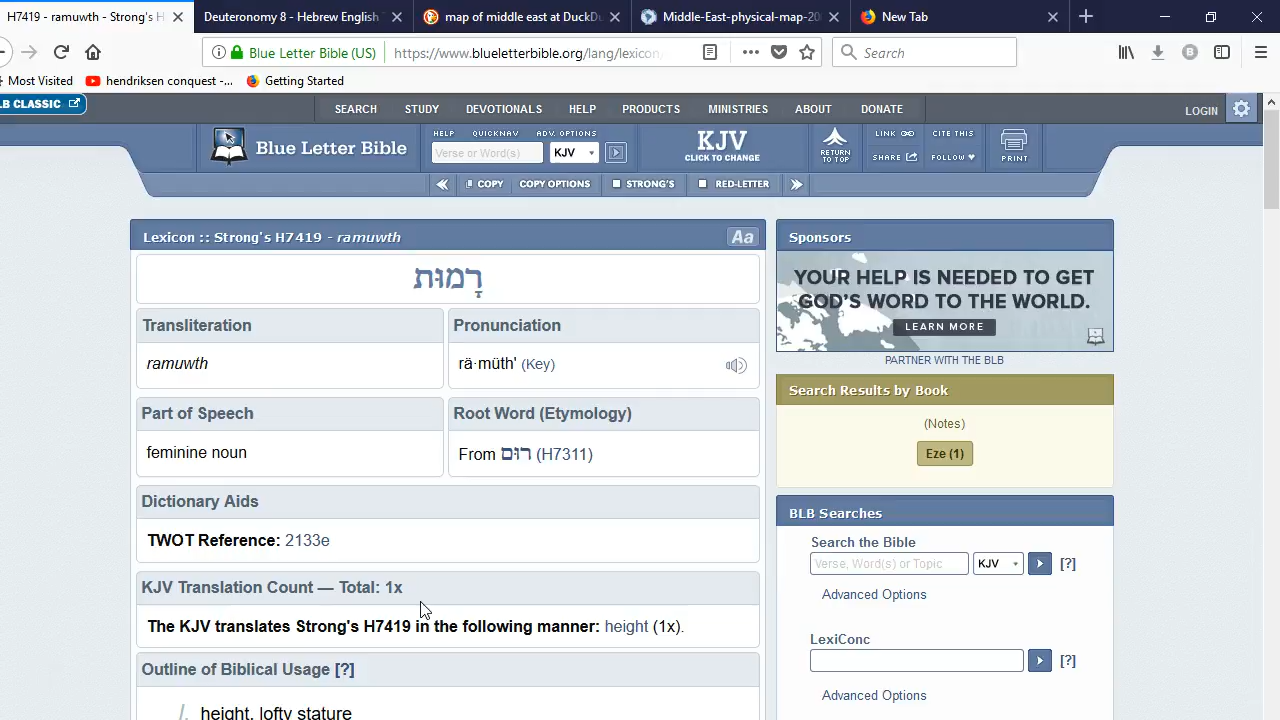 H7419 - ramuwth - Strong's H
Deuteronomy 8 - Hebrew English
map of middle east at DuckDu
Middle-East-physical-map-20
New Tab
Blue Letter Bible (US)
https://www.blueletterbible.org/lang/lexicon
Search
Most Visited
hendriksen conquest -...
Getting Started
LB CLASSIC
SEARCH STUDY DEVOTIONALS HELP PRODUCTS MINISTRIES ABOUT DONATE
LOGIN
Blue Letter Bible
HELP QUICKNAV ADV. OPTIONS
Verse or Word(s) KJV
KJV
CLICK TO CHANGE
RETURN
TO TOP
LINK CITE THIS
SHARE FOLLOW
PRINT
COPY COPY OPTIONS STRONG'S RED-LETTER
Lexicon :: Strong's H7419 - ramuwth
Aa
רָמוּת
Transliteration
ramuwth
Pronunciation
rä·müth' (Key)
Part of Speech
feminine noun
Root Word (Etymology)
From רוּם (H7311)
Dictionary Aids
TWOT Reference: 2133e
KJV Translation Count — Total: 1x
The KJV translates Strong's H7419 in the following manner: height (1x).
Outline of Biblical Usage [?]
I. height, lofty stature
Sponsors
YOUR HELP IS NEEDED TO GET
GOD'S WORD TO THE WORLD.
LEARN MORE
PARTNER WITH THE BLB
Search Results by Book
(Notes)
Eze (1)
BLB Searches
Search the Bible
Verse, Word(s) or Topic KJV [?]
Advanced Options
LexiConc
[?]
Advanced Options